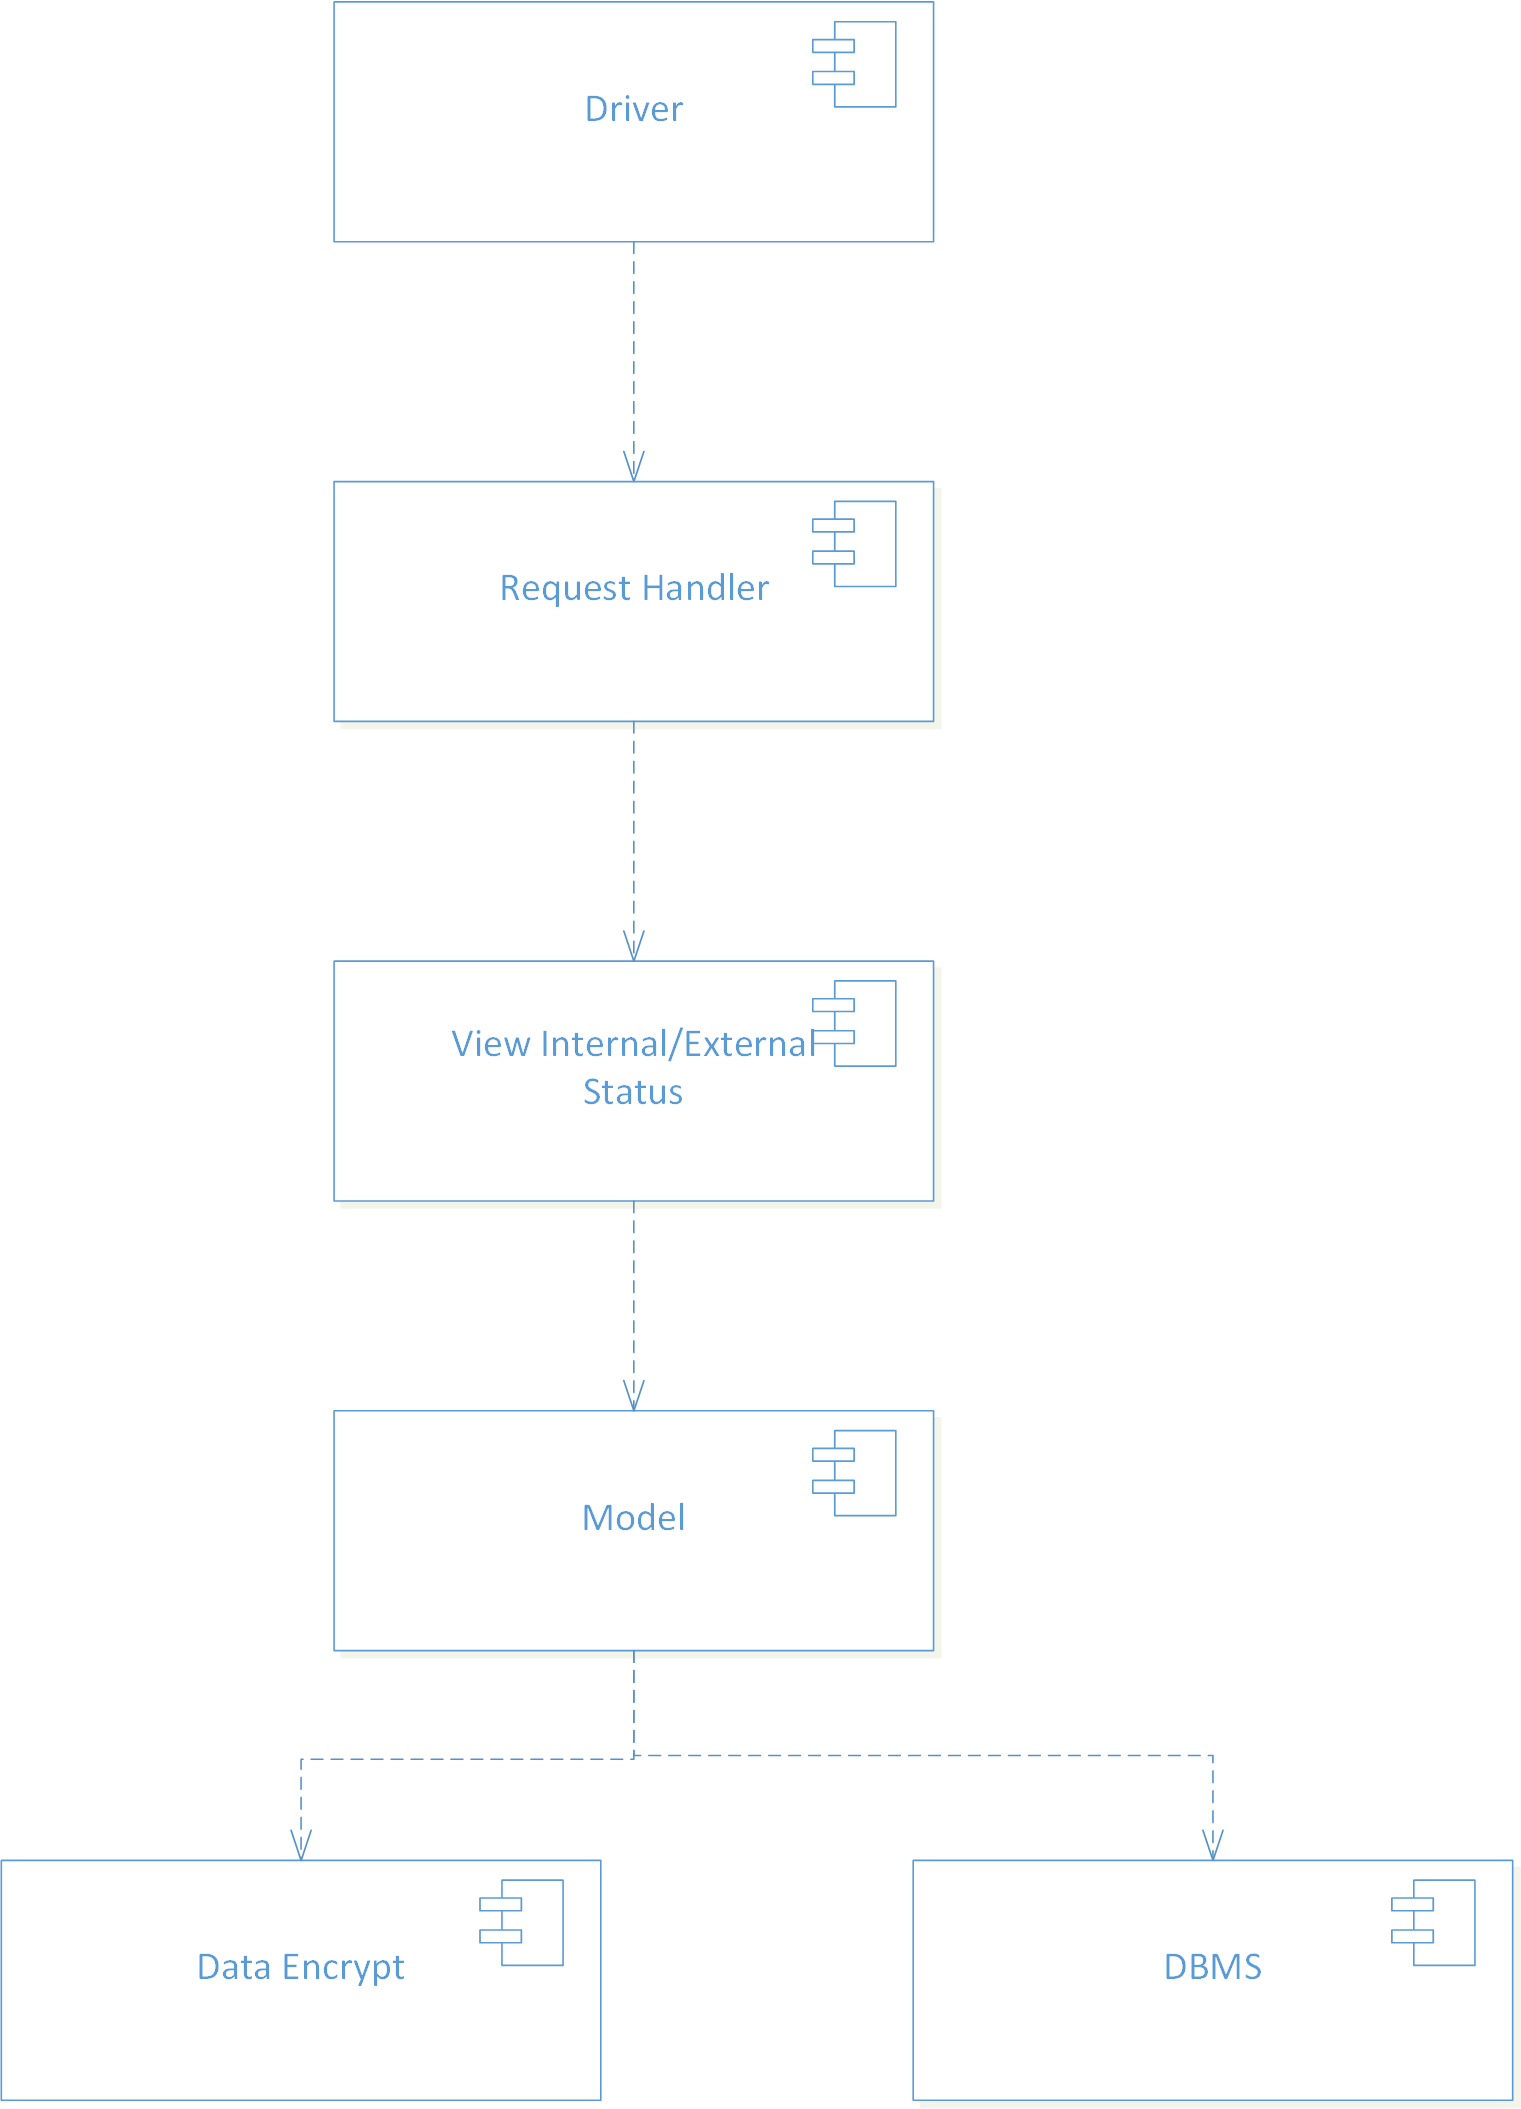 Driver
Request Handler
View Internal/External
Status
Model
Data Encrypt
DBMS